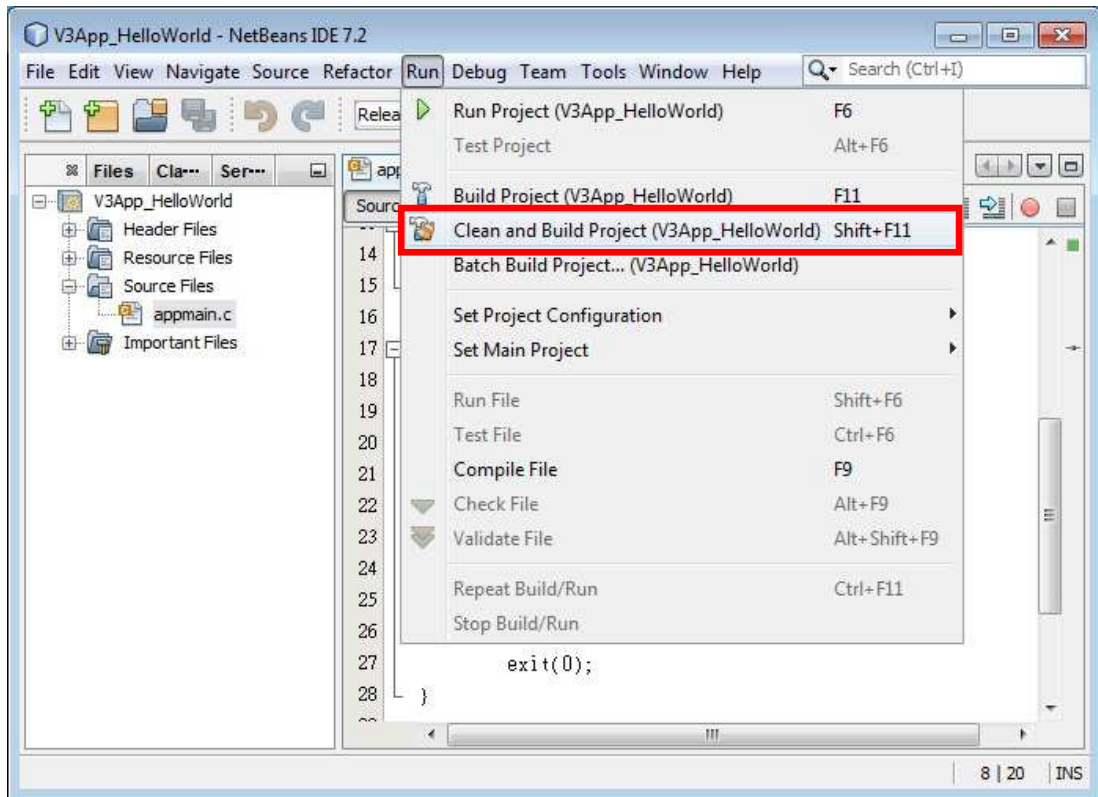 V3App_HelloWorld - NetBeans IDE 7.2
File Edit View Navigate Source Refactor Run Debug Team Tools Window Help Search (Ctrl+I)
Relea
Run Project (V3App_HelloWorld) F6
Test Project Alt+F6
Build Project (V3App_HelloWorld) F11
Clean and Build Project (V3App_HelloWorld) Shift+F11
Batch Build Project... (V3App_HelloWorld)
Set Project Configuration
Set Main Project
Run File Shift+F6
Test File Ctrl+F6
Compile File F9
Check File Alt+F9
Validate File Alt+Shift+F9
Repeat Build/Run Ctrl+F11
Stop Build/Run
Files Cla... Ser...
V3App_HelloWorld
Header Files
Resource Files
Source Files
appmain.c
Important Files
app
Sourc
14
15
16
17
18
19
20
21
22
23
24
25
26
27 exit(0);
28 }
8 | 20 INS